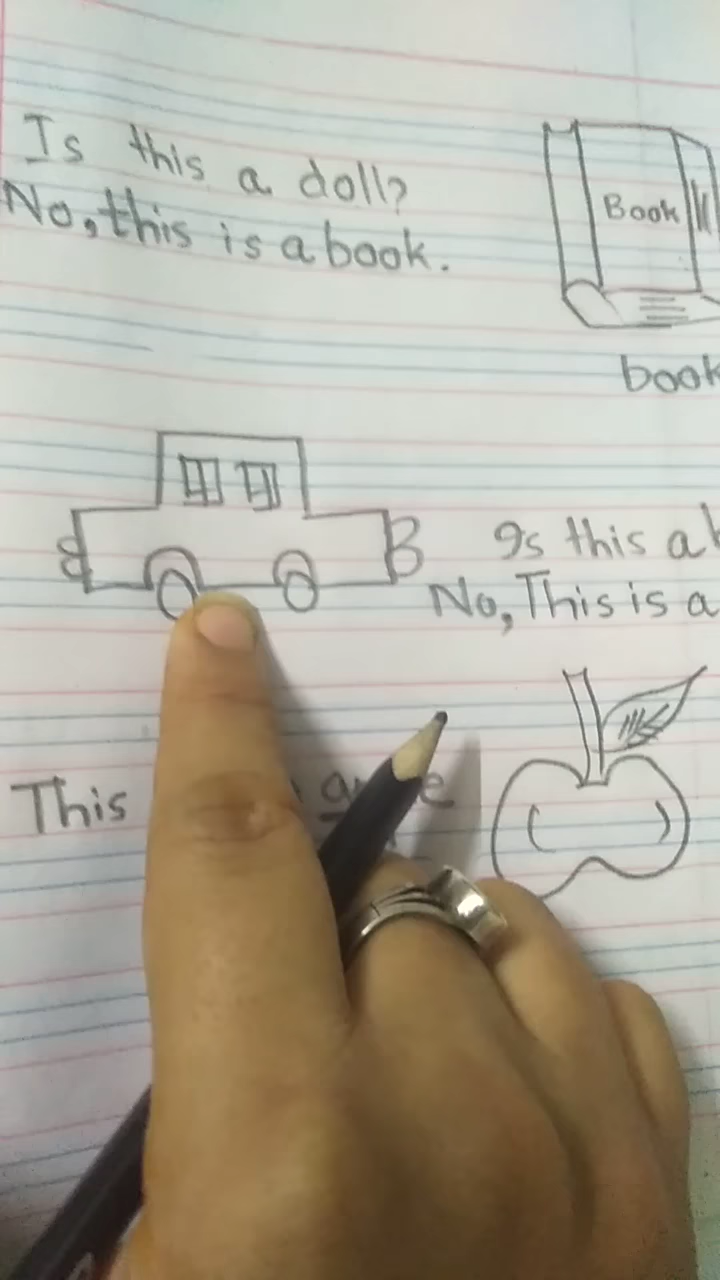 Is this a doll?
No, this is a book.
Book
book
Is this a
No, This is a
This